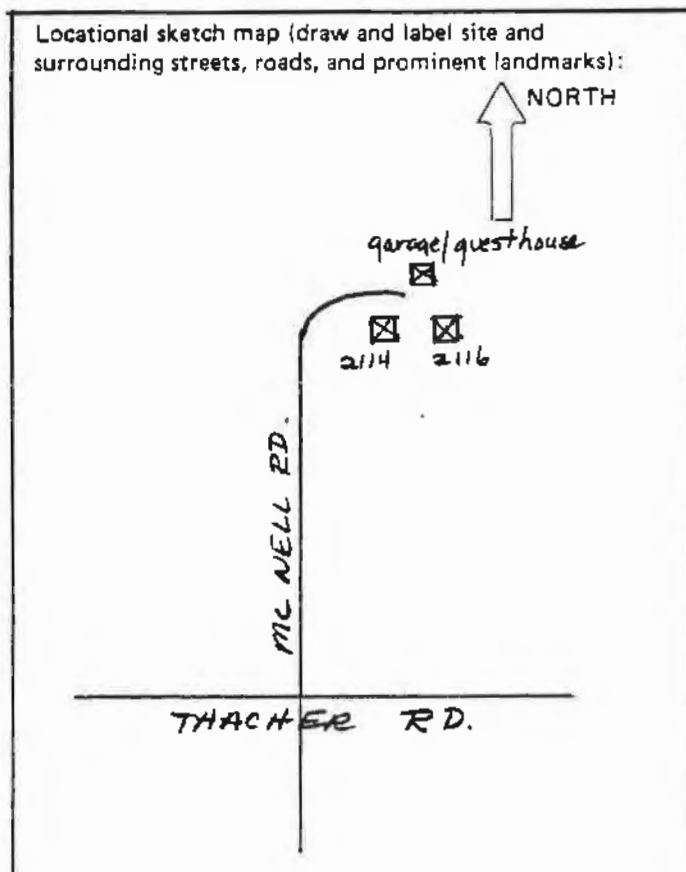 Locational sketch map (draw and label site and
surrounding streets, roads, and prominent landmarks):
NORTH
garage/guesthouse
2114 2116
MC NELL RD.
THACHER RD.